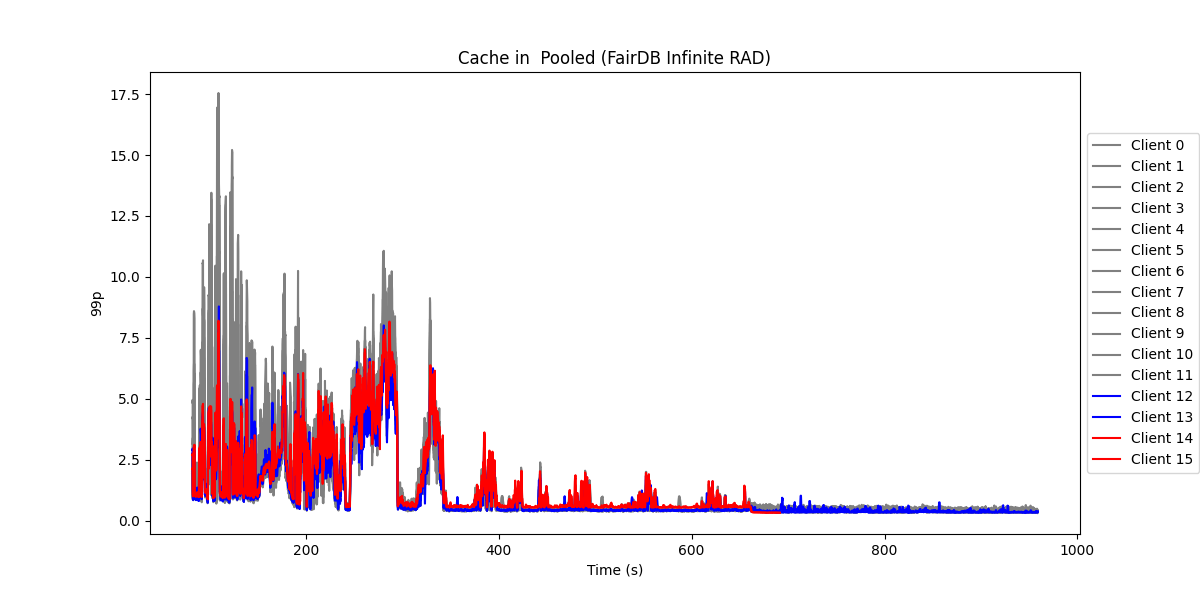 Cache in  Pooled (FairDB Infinite RAD)
17.5
15.0
12.5
10.0
7.5
5.0
2.5
0.0
99p
200
400
600
800
1000
Time (s)
Client 0
Client 1
Client 2
Client 3
Client 4
Client 5
Client 6
Client 7
Client 8
Client 9
Client 10
Client 11
Client 12
Client 13
Client 14
Client 15